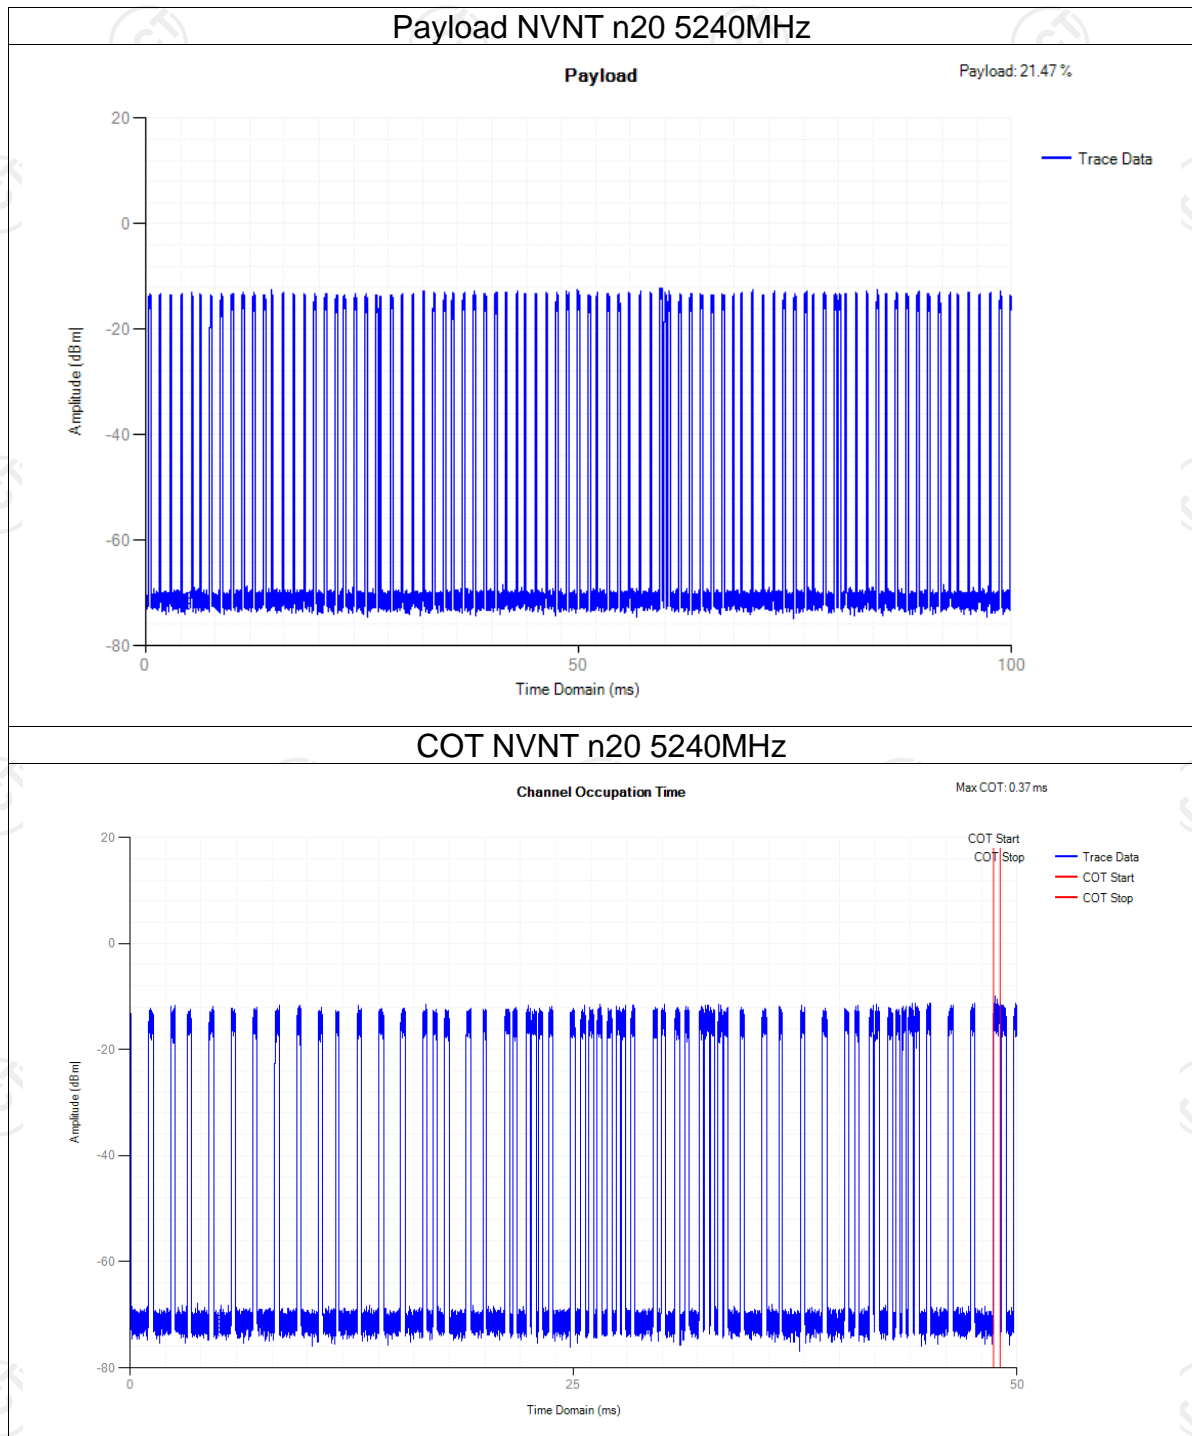 Payload NVNT n20 5240MHz
Payload
Payload: 21.47 %
20
0
-20
-40
-60
-80
Amplitude (dBm)
0
50
100
Time Domain (ms)
Trace Data
COT NVNT n20 5240MHz
Channel Occupation Time
Max COT: 0.37 ms
COT Start
COT Stop
20
0
-20
-40
-60
-80
Amplitude (dBm)
0
25
50
Time Domain (ms)
Trace Data
COT Start
COT Stop